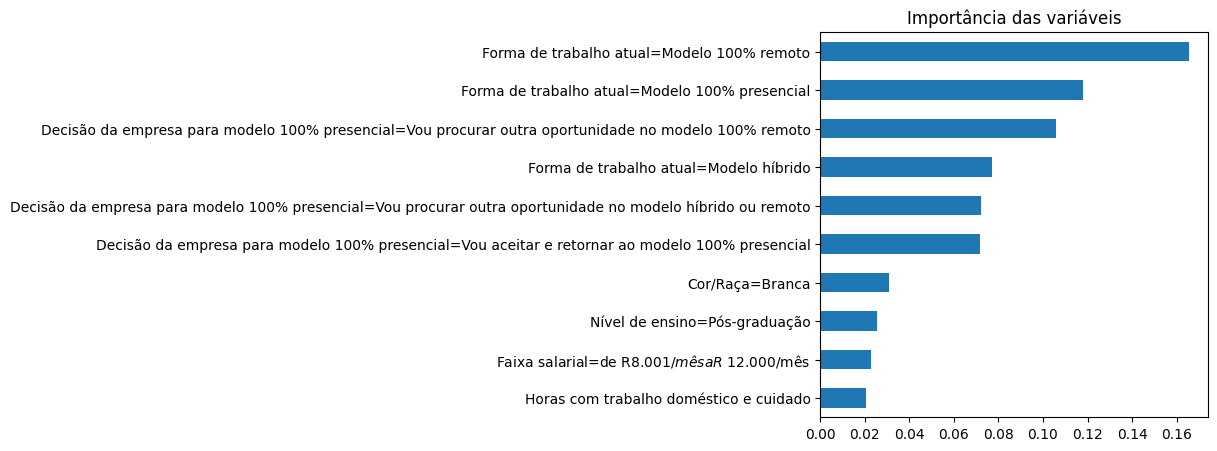 Importância das variáveis
Forma de trabalho atual=Modelo 100% remoto
Forma de trabalho atual=Modelo 100% presencial
Decisão da empresa para modelo 100% presencial=Vou procurar outra oportunidade no modelo 100% remoto
Forma de trabalho atual=Modelo híbrido
Decisão da empresa para modelo 100% presencial=Vou procurar outra oportunidade no modelo híbrido ou remoto
Decisão da empresa para modelo 100% presencial=Vou aceitar e retornar ao modelo 100% presencial
Cor/Raça=Branca
Nível de ensino=Pós-graduação
Faixa salarial=de R8.001/mêsaR 12.000/mês
Horas com trabalho doméstico e cuidado
0.00 0.02 0.04 0.06 0.08 0.10 0.12 0.14 0.16